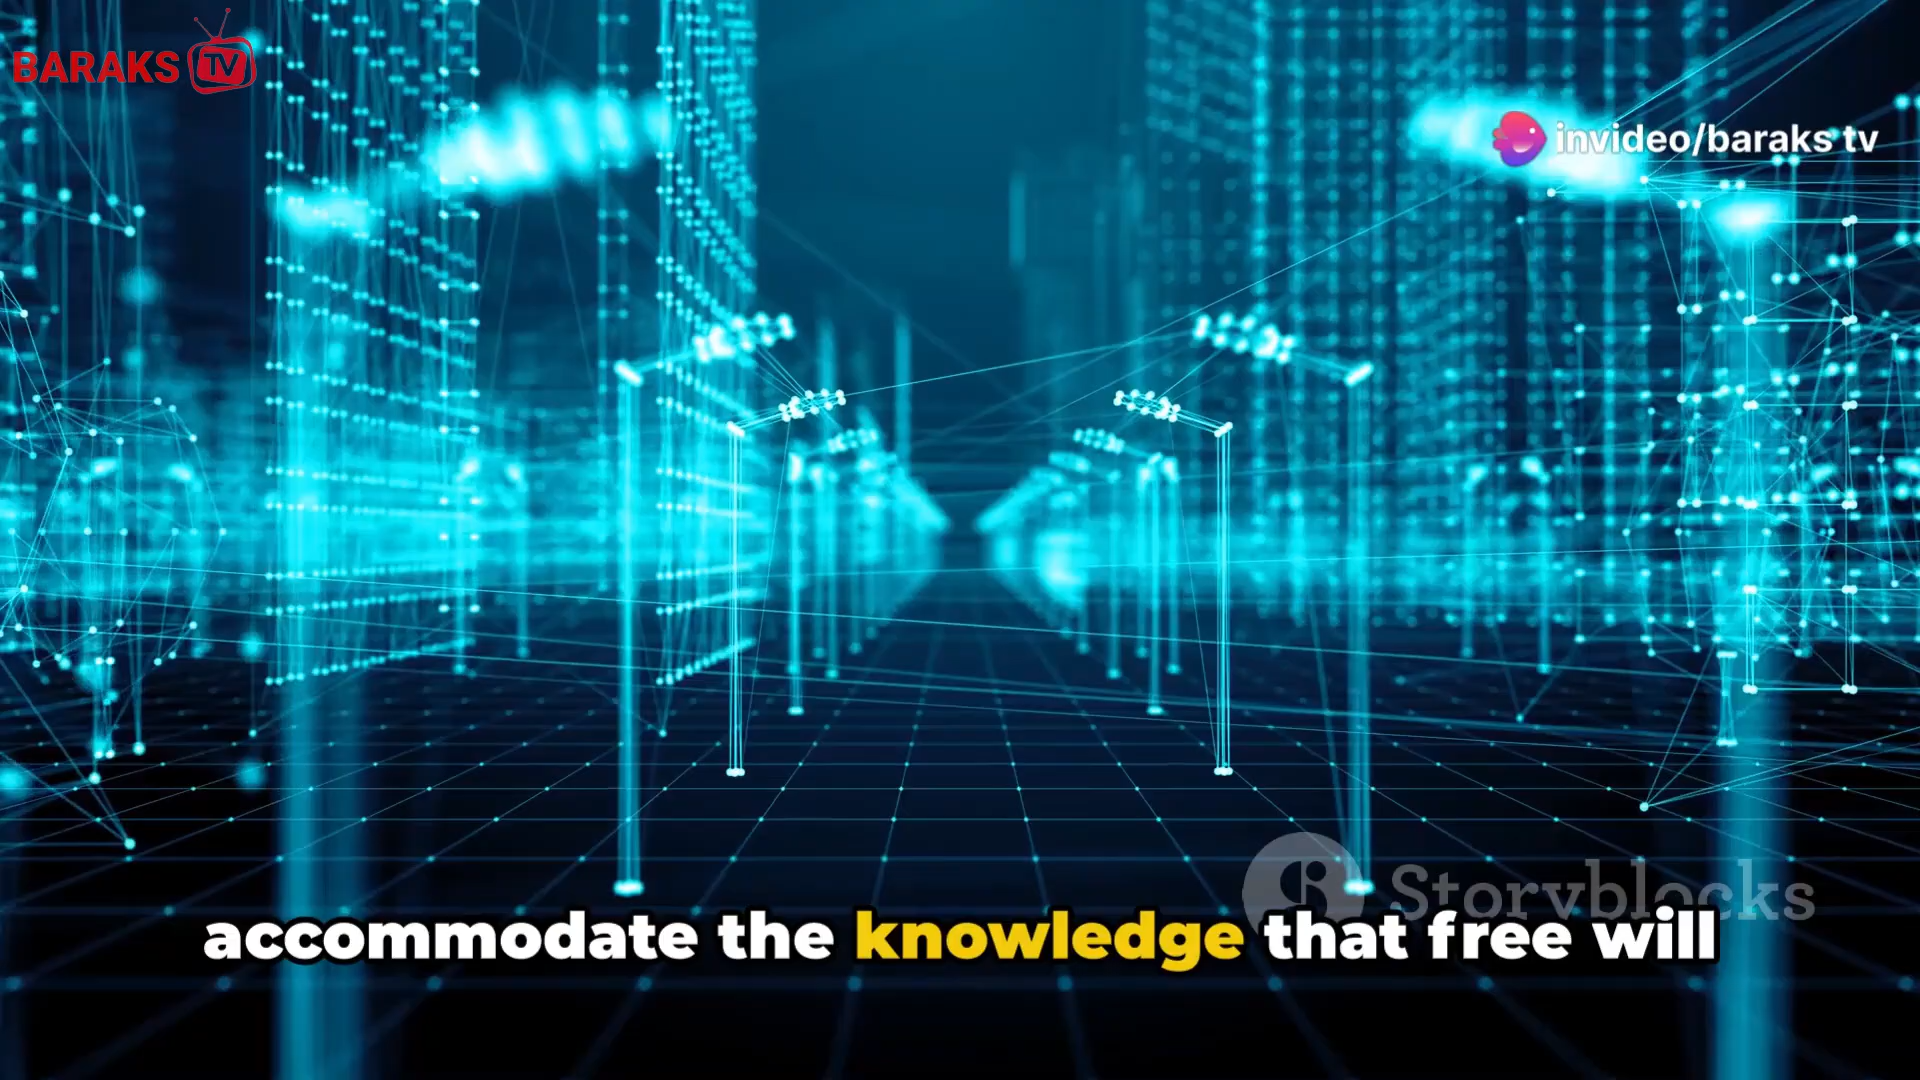 BARAKS TV
invideo/baraks tv
Storyblocks
accommodate the knowledge that free will